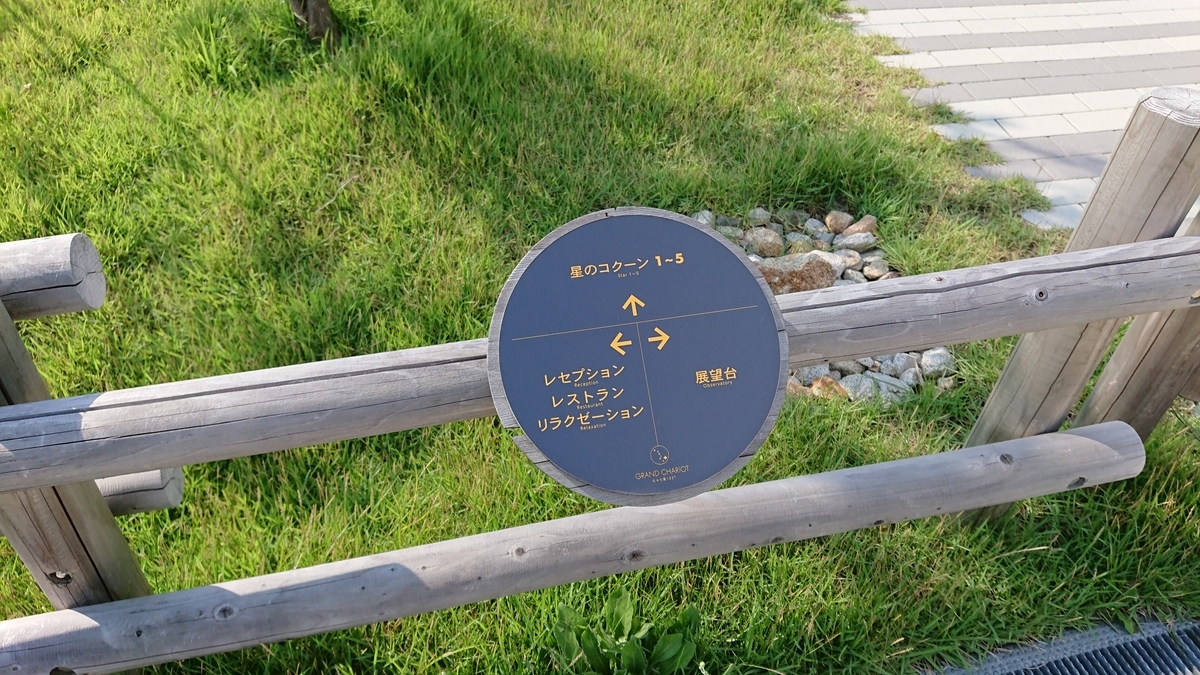 星のコクーン 1~5
Star 1~5
↑
← →
レセプション
Reception
レストラン
Restaurant
リラクゼーション
Relaxation
展望台
Observatory
GRAND CHARIOT